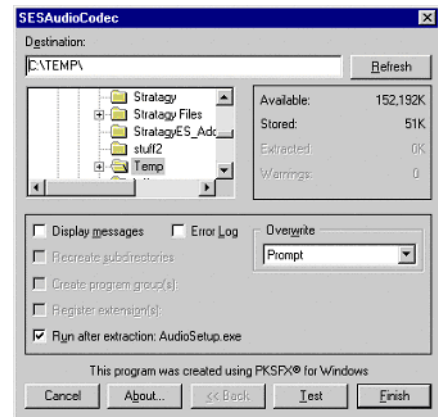 SESAudioCodec
Destination:
C:\TEMP\
Refresh
Stratagy
Stratagy Files
StratagyES_Adc
stuff2
Temp
Available: 152,192K
Stored: 51K
Extracted: 0K
Warnings: 0
Display messages
Error Log
Overwrite
Prompt
Recreate subdirectories
Create program group(s):
Register extension(s):
Run after extraction: AudioSetup.exe
This program was created using PKSFX® for Windows
Cancel
About...
<< Back
Test
Finish